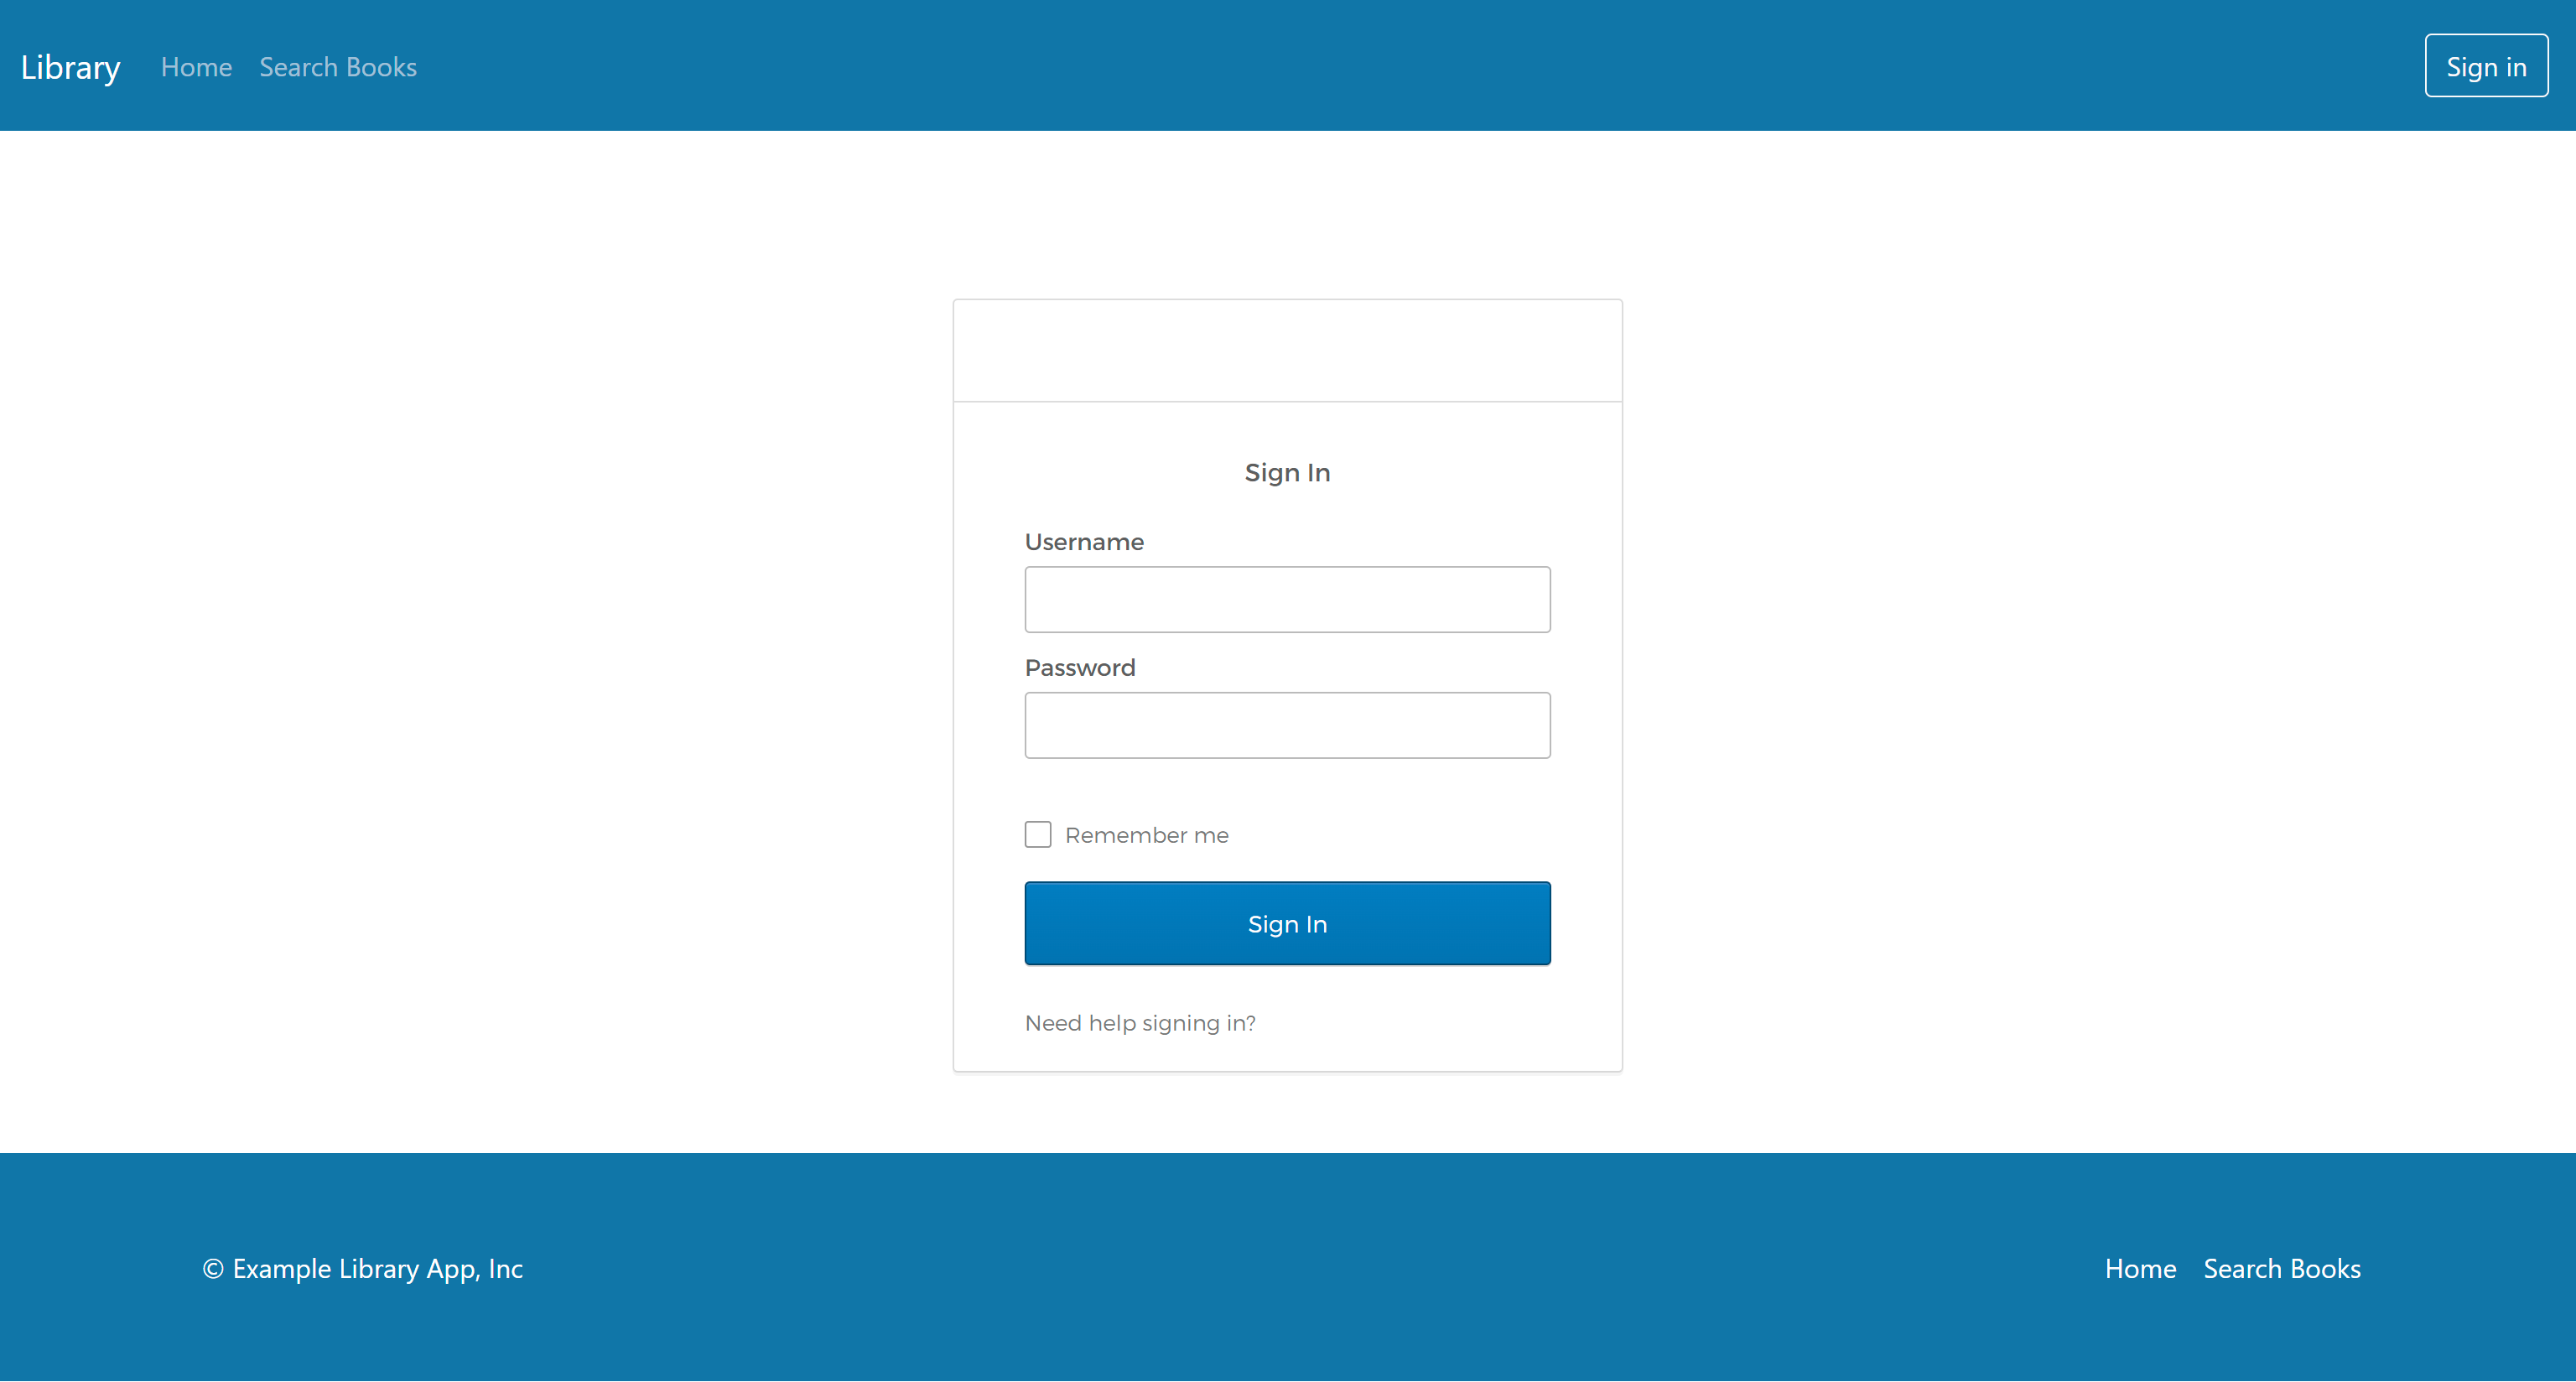 Library Home Search Books Sign in
Sign In
Username
Password
Remember me
Sign In
Need help signing in?
© Example Library App, Inc Home Search Books